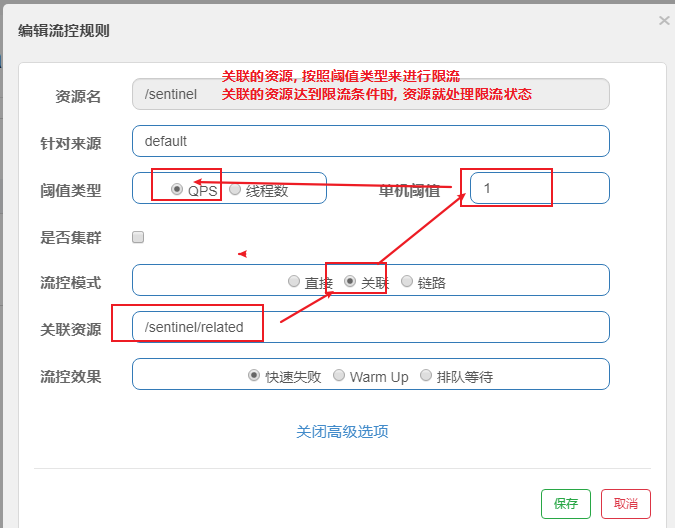 编辑流控规则
×
关联的资源, 按照阈值类型来进行限流
资源名 /sentinel 关联的资源达到限流条件时, 资源就处理限流状态
针对来源 default
阈值类型 QPS 线程数 单机阈值 1
是否集群
流控模式 直接 关联 链路
关联资源 /sentinel/related
流控效果 快速失败 Warm Up 排队等待
关闭高级选项
保存 取消